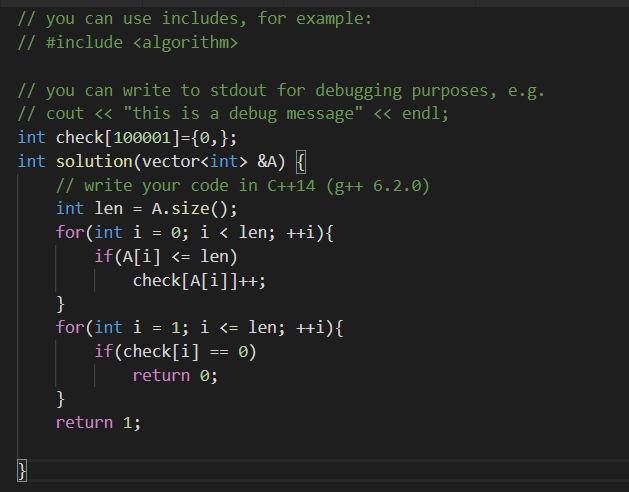 // you can use includes, for example:
// #include <algorithm>
// you can write to stdout for debugging purposes, e.g.
// cout << "this is a debug message" << endl;
int check[100001]={0,};
int solution(vector<int> &A) {
// write your code in C++14 (g++ 6.2.0)
int len = A.size();
for(int i = 0; i < len; ++i){
if(A[i] <= len)
check[A[i]]++;
}
for(int i = 1; i <= len; ++i){
if(check[i] == 0)
return 0;
}
return 1;
}